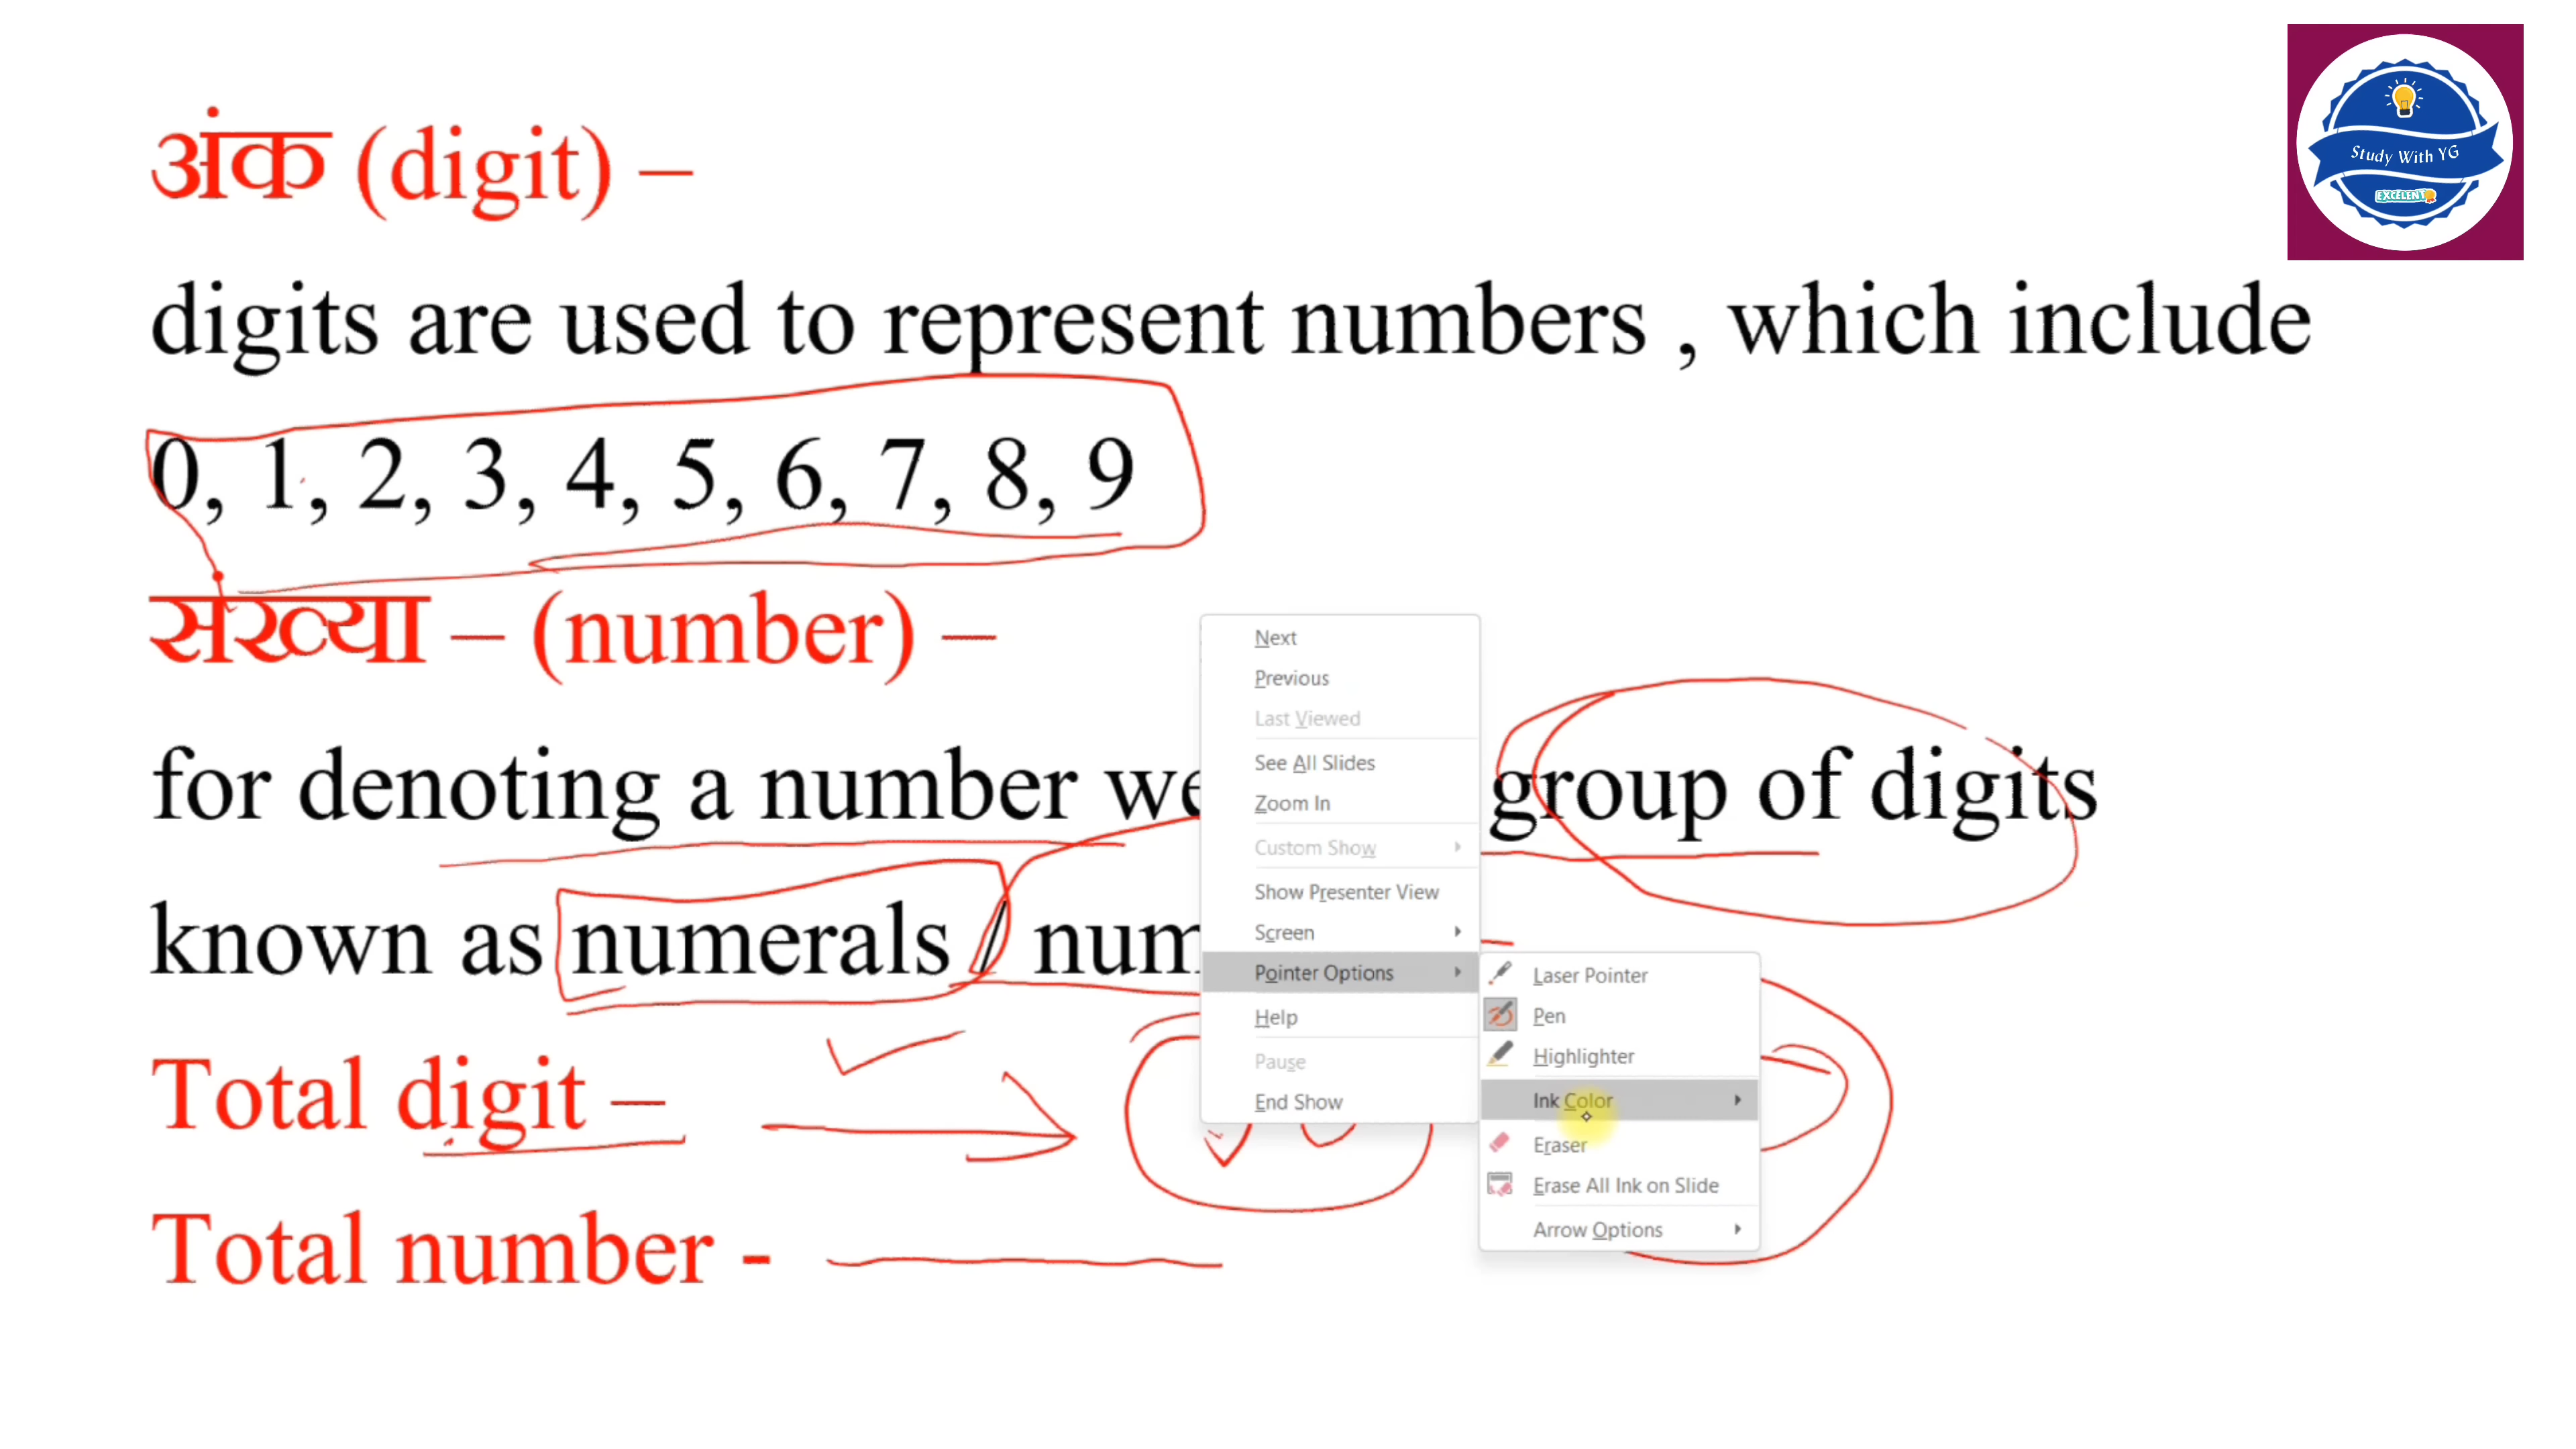 Study With YG
EXCELENT
अंक (digit) –
digits are used to represent numbers , which include
0, 1, 2, 3, 4, 5, 6, 7, 8, 9
संख्या – (number) –
for denoting a number we group of digits
known as numerals / num
Total digit –
Total number -
Next
Previous
Last Viewed
See All Slides
Zoom In
Custom Show
Show Presenter View
Screen
Pointer Options
Help
Pause
End Show
Laser Pointer
Pen
Highlighter
Ink Color
Eraser
Erase All Ink on Slide
Arrow Options